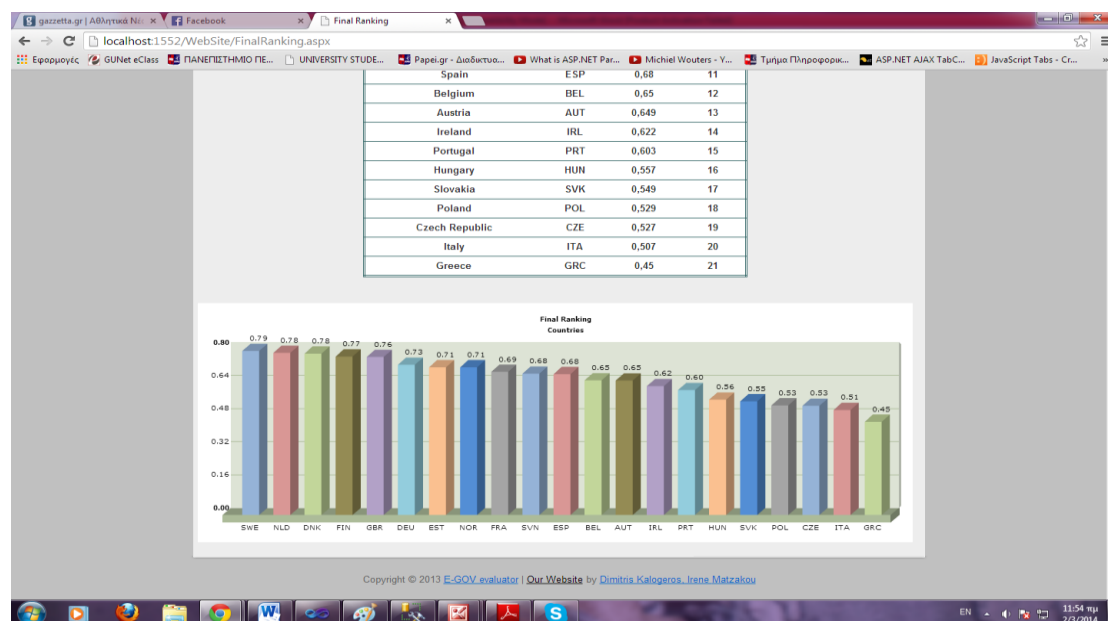 gazzetta.gr | Αθλητικά Νέα
Facebook
Final Ranking
localhost:1552/WebSite/FinalRanking.aspx
Εφαρμογές GUNet eClass ΠΑΝΕΠΙΣΤΗΜΙΟ ΠΕ... UNIVERSITY STUDE... Papei.gr - Διαδικτυα... What is ASP.NET Par... Michiel Wouters - Y... Τμήμα Πληροφορικ... ASP.NET AJAX TabC... JavaScript Tabs - Cr... »
Spain ESP 0,68 11
Belgium BEL 0,65 12
Austria AUT 0,649 13
Ireland IRL 0,622 14
Portugal PRT 0,603 15
Hungary HUN 0,557 16
Slovakia SVK 0,549 17
Poland POL 0,529 18
Czech Republic CZE 0,527 19
Italy ITA 0,507 20
Greece GRC 0,45 21
Final Ranking
Countries
0.79 0.78 0.78 0.77 0.76 0.73 0.71 0.71 0.69 0.68 0.68 0.65 0.65 0.62 0.60 0.56 0.55 0.53 0.53 0.51 0.45
0.80
0.64
0.48
0.32
0.16
0.00
SWE NLD DNK FIN GBR DEU EST NOR FRA SVN ESP BEL AUT IRL PRT HUN SVK POL CZE ITA GRC
Copyright © 2013 E-GOV evaluator | Our Website by Dimitris Kalogeros, Irene Matzakou
EN
11:54 πμ
2/3/2014